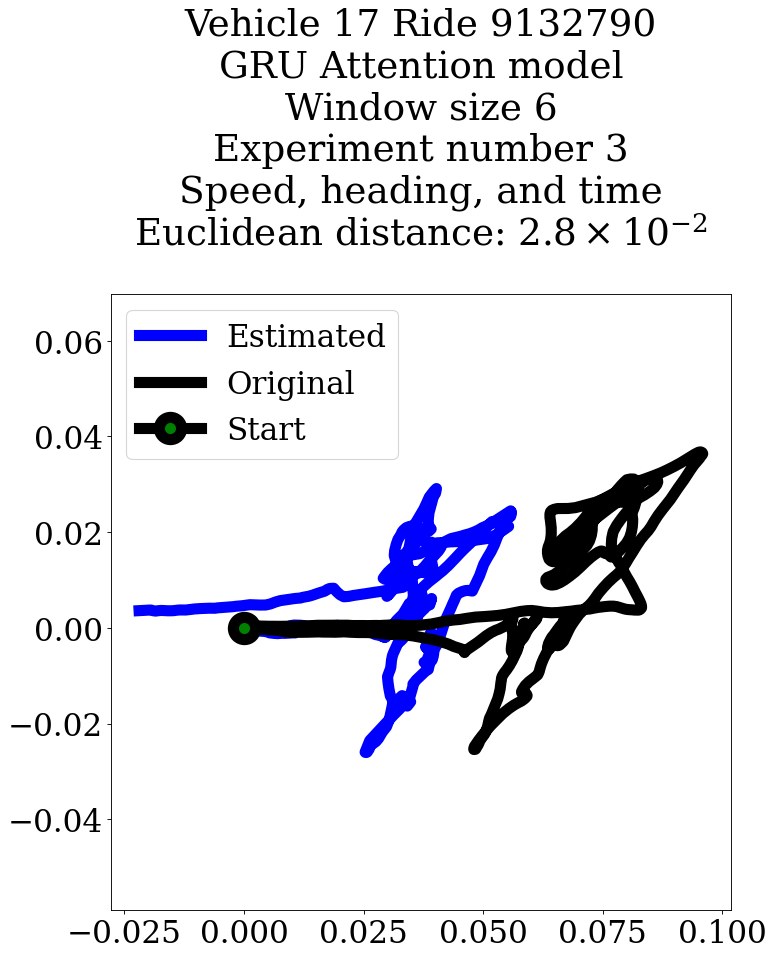 Vehicle 17 Ride 9132790
GRU Attention model
Window size 6
Experiment number 3
Speed, heading, and time
Euclidean distance: 2.8 × 10⁻²
Estimated
Original
Start
0.06
0.04
0.02
0.00
−0.02
−0.04
−0.025 0.000 0.025 0.050 0.075 0.100